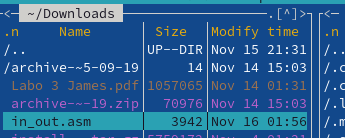 ~/Downloads .[^]>
.n Name Size Modify time .n
/.. UP--DIR Nov 15 21:31 /..
/archive-~~5-09-19 14 Nov 15 14:03
Labo 3 James.pdf 1057065 Nov 14 01:31
archive-~~.19.zip 70976 Nov 15 14:03
in_out.asm 3942 Nov 16 01:56